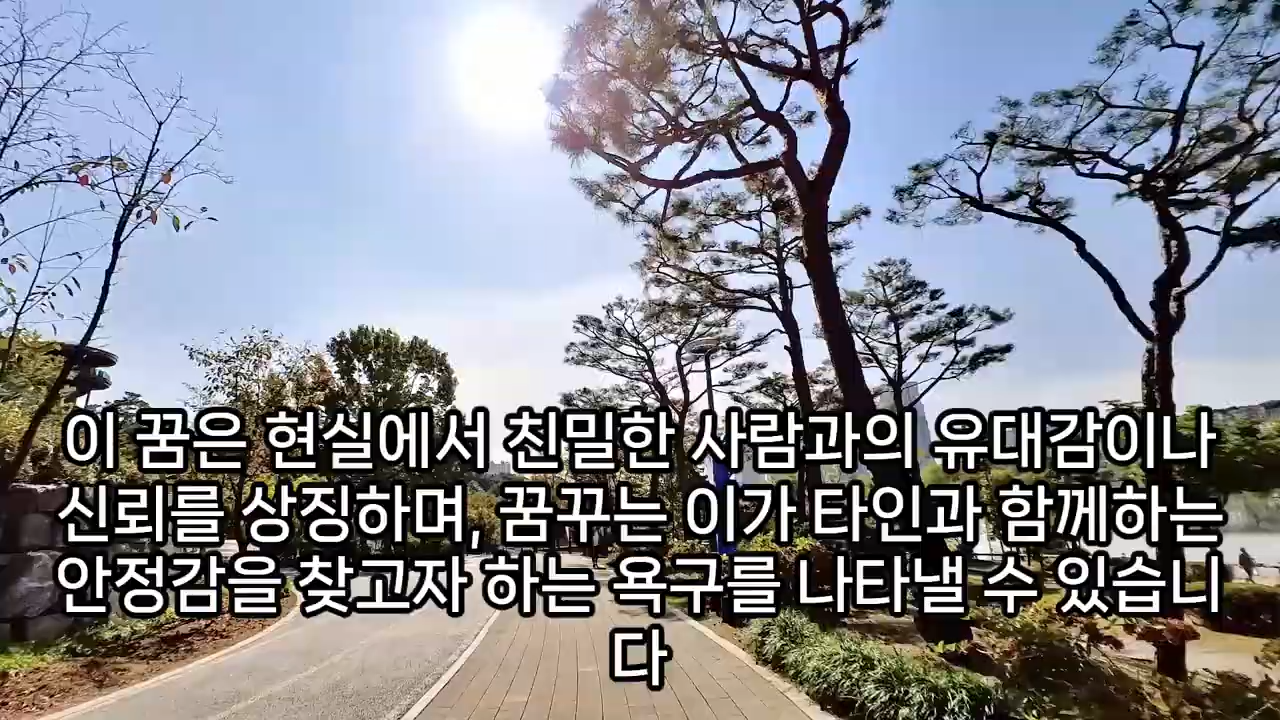 이 꿈은 현실에서 친밀한 사람과의 유대감이나
신뢰를 상징하며, 꿈꾸는 이가 타인과 함께하는
안정감을 찾고자 하는 욕구를 나타낼 수 있습니
다